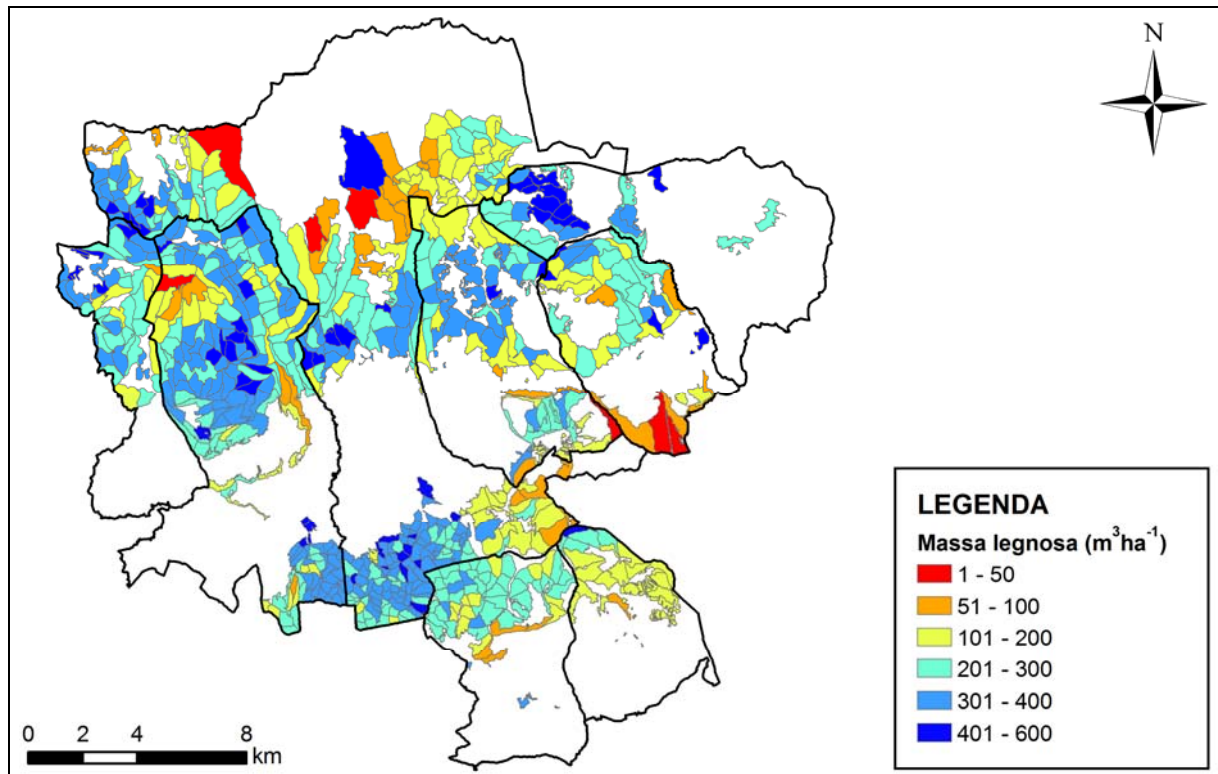 N
LEGENDA
Massa legnosa (m³ha⁻¹)
1 - 50
51 - 100
101 - 200
201 - 300
301 - 400
401 - 600
0 2 4 8
km